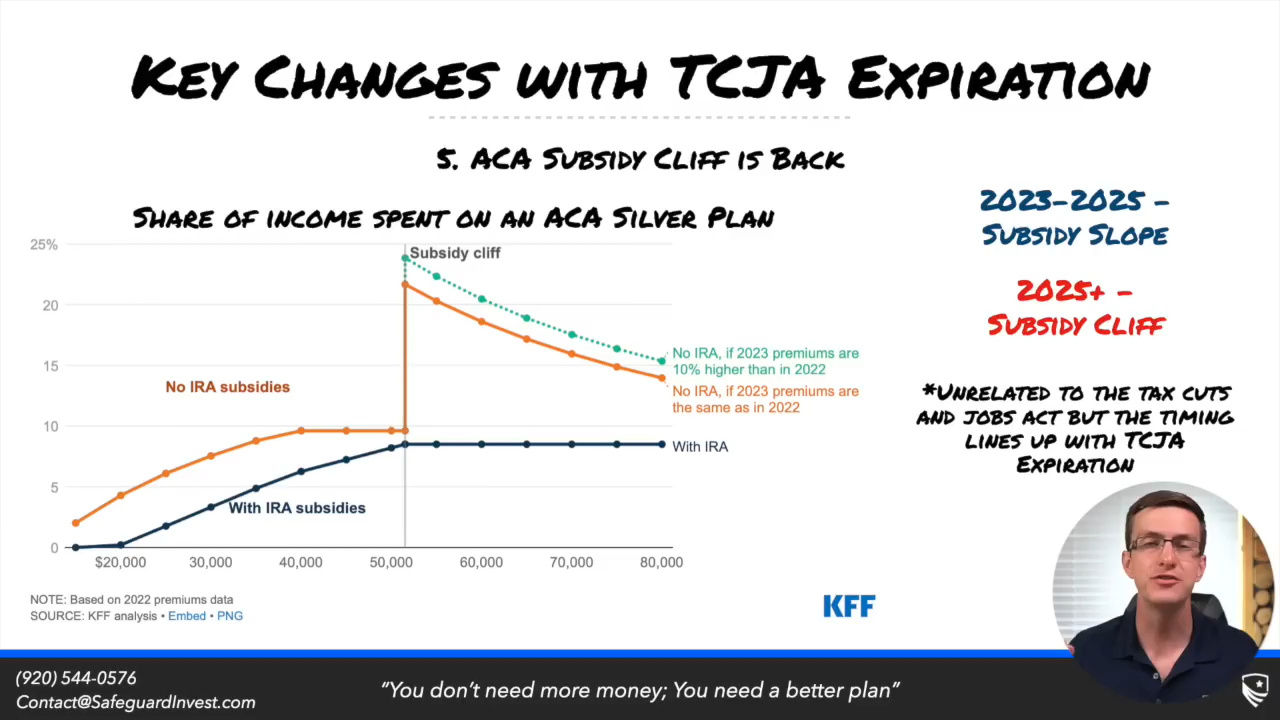 Key Changes with TCJA Expiration
5. ACA Subsidy Cliff is Back
Share of income spent on an ACA Silver Plan
25%
20
15
10
5
0
Subsidy cliff
No IRA subsidies
With IRA subsidies
No IRA, if 2023 premiums are
10% higher than in 2022
No IRA, if 2023 premiums are
the same as in 2022
With IRA
$20,000
30,000
40,000
50,000
60,000
70,000
80,000
NOTE: Based on 2022 premiums data
SOURCE: KFF analysis • Embed • PNG
KFF
2023-2025 -
Subsidy Slope
2025+ -
Subsidy Cliff
*Unrelated to the tax cuts
and jobs act but the timing
lines up with TCJA
Expiration
(920) 544-0576
Contact@SafeguardInvest.com
"You don't need more money; You need a better plan"